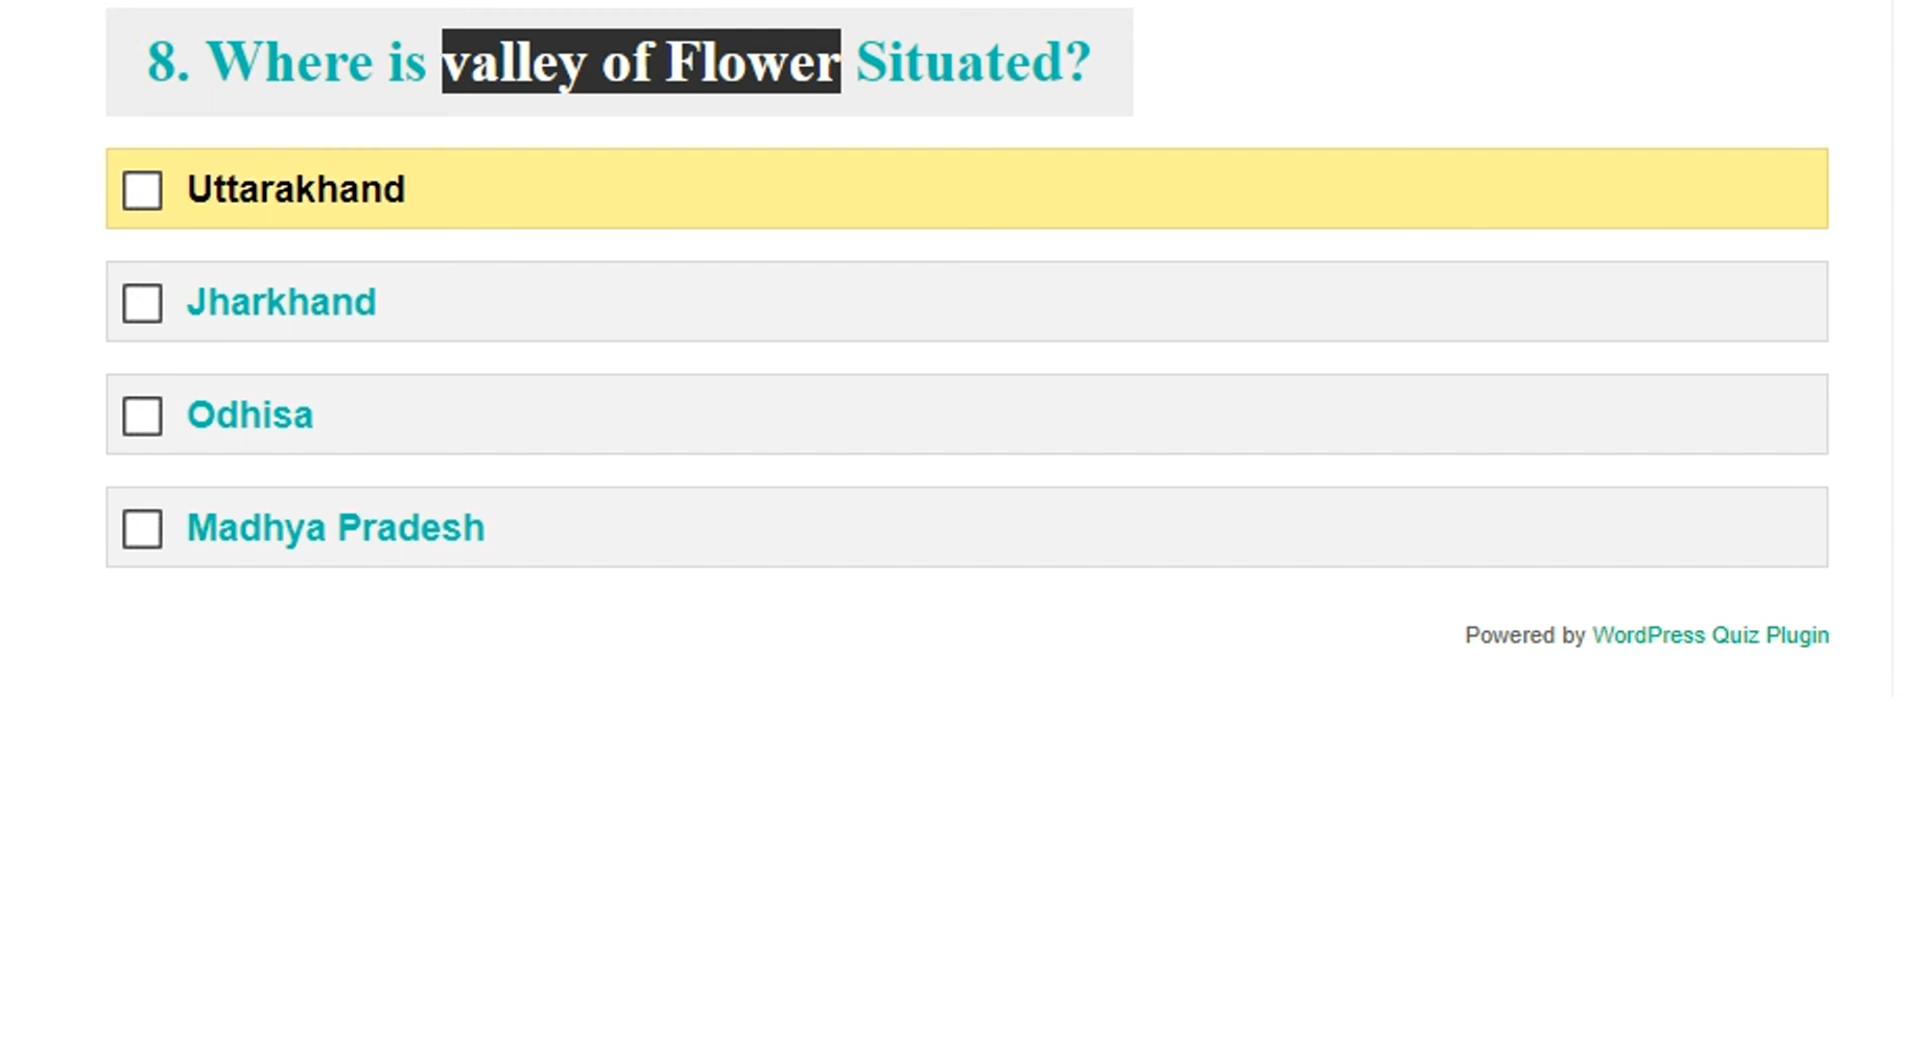 8. Where is valley of Flower Situated?
Uttarakhand
Jharkhand
Odhisa
Madhya Pradesh
Powered by WordPress Quiz Plugin